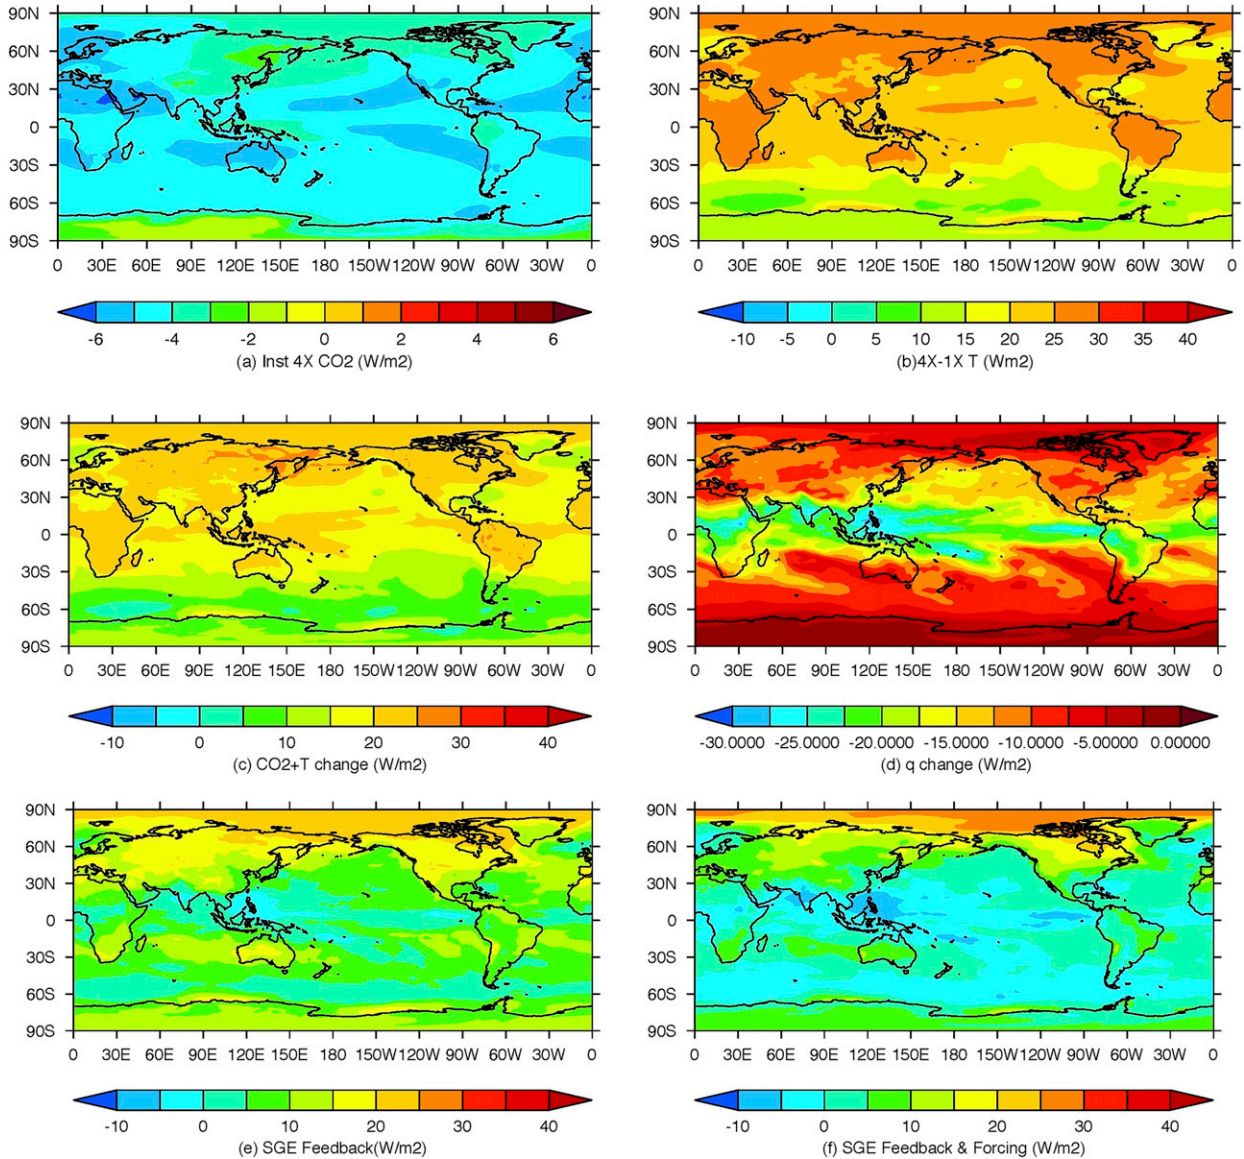 90N 90N
60N 60N
30N 30N
0 0
30S 30S
60S 60S
90S 90S
0 30E 60E 90E 120E 150E 180 150W 120W 90W 60W 30W 0 0 30E 60E 90E 120E 150E 180 150W 120W 90W 60W 30W 0
-6 -4 -2 0 2 4 6 -10 -5 0 5 10 15 20 25 30 35 40
(a) Inst 4X CO2 (W/m2) (b)4X-1X T (Wm2)
90N 90N
60N 60N
30N 30N
0 0
30S 30S
60S 60S
90S 90S
0 30E 60E 90E 120E 150E 180 150W 120W 90W 60W 30W 0 0 30E 60E 90E 120E 150E 180 150W 120W 90W 60W 30W 0
-10 0 10 20 30 40 -30.0000 -25.0000 -20.0000 -15.0000 -10.0000 -5.00000 0.00000
(c) CO2+T change (W/m2) (d) q change (W/m2)
90N 90N
60N 60N
30N 30N
0 0
30S 30S
60S 60S
90S 90S
0 30E 60E 90E 120E 150E 180 150W 120W 90W 60W 30W 0 0 30E 60E 90E 120E 150E 180 150W 120W 90W 60W 30W 0
-10 0 10 20 30 40 -10 0 10 20 30 40
(e) SGE Feedback(W/m2) (f) SGE Feedback & Forcing (W/m2)